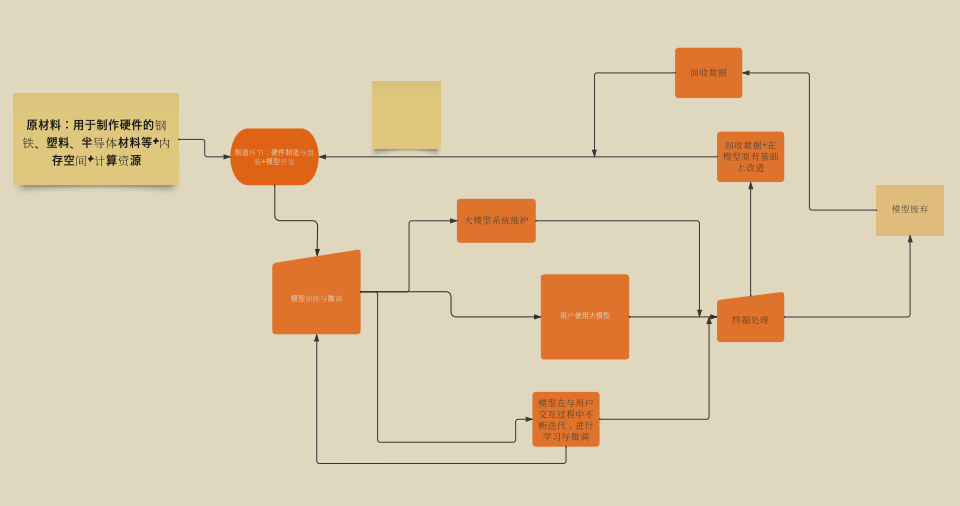 原材料：用于制作硬件的钢
铁、塑料、半导体材料等+内
存空间+计算资源
制造环节：硬件制造与组
装+模型开发
回收数据
回收数据+在
模型原有基础
上改进
模型废弃
大模型系统维护
模型训练与微调
用户使用大模型
终端处理
模型在与用户
交互过程中不
断迭代，进行
学习与微调